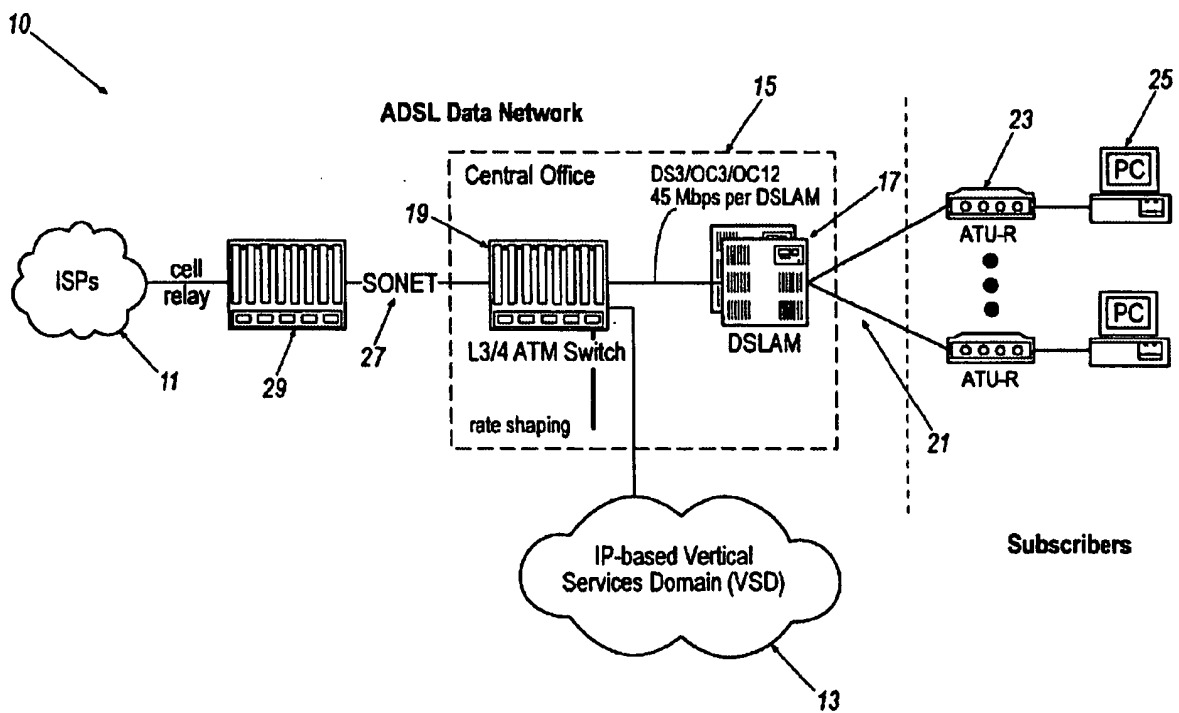 10
ADSL Data Network
15
23
25
Central Office
DS3/OC3/OC12
45 Mbps per DSLAM
17
PC
19
ATU-R
ISPs
cell
relay
SONET
L3/4 ATM Switch
DSLAM
PC
ATU-R
11
29
27
rate shaping
21
IP-based Vertical
Services Domain (VSD)
Subscribers
13